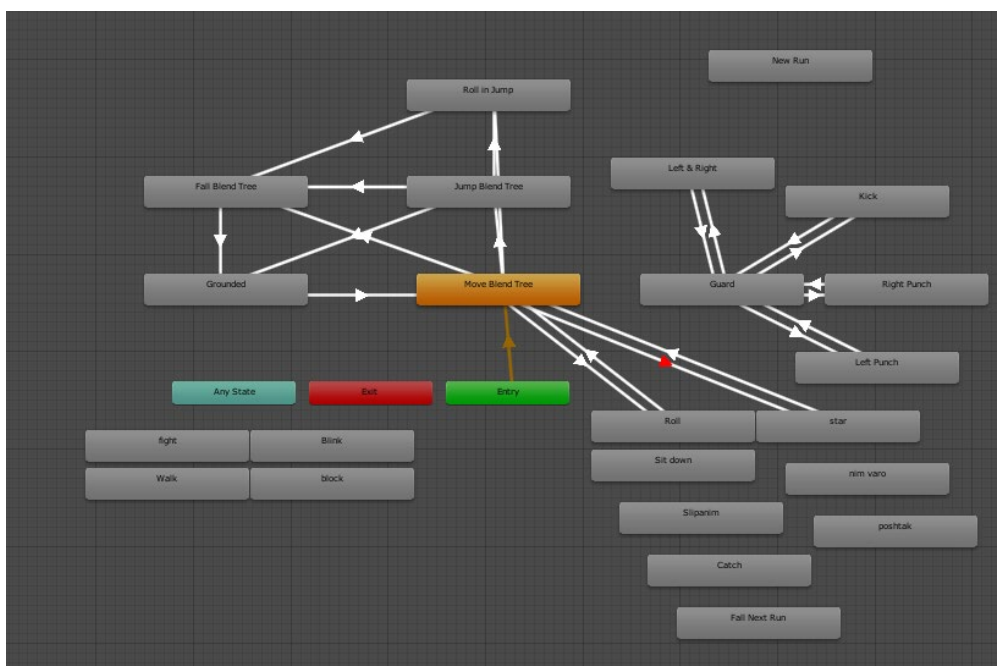 New Run
Roll in Jump
Left & Right
Fall Blend Tree
Jump Blend Tree
Kick
Grounded
Move Blend Tree
Guard
Right Punch
Left Punch
Any State
Exit
Entry
Roll
star
fight
Blink
Sit down
Walk
block
nim varo
Slipanim
poshtak
Catch
Fall Next Run